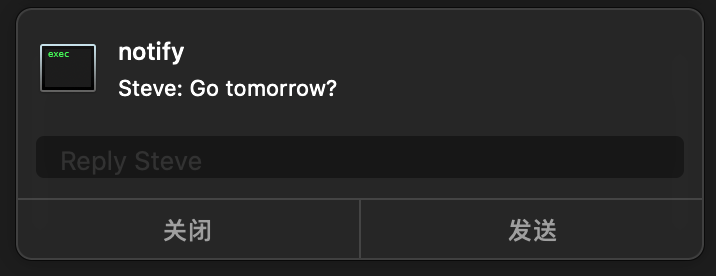 exec
notify
Steve: Go tomorrow?
Reply Steve
关闭
发送